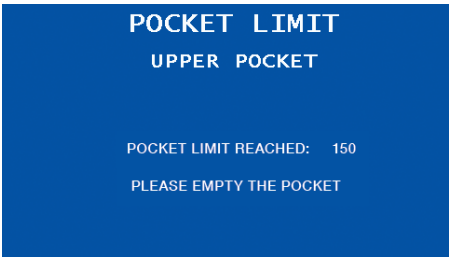 POCKET LIMIT
UPPER POCKET
POCKET LIMIT REACHED: 150
PLEASE EMPTY THE POCKET